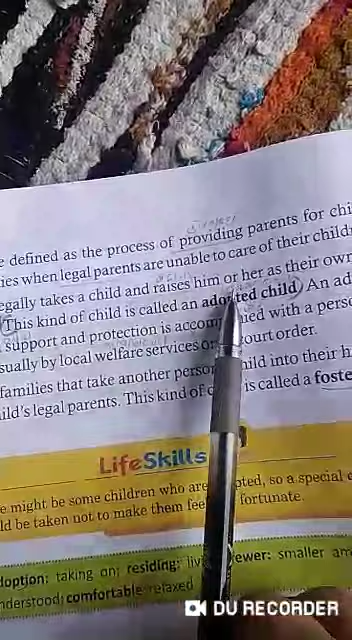 e defined as the process of providing parents for chi
ies when legal parents are unable to care of their childr
egally takes a child and raises him or her as their own
(This kind of child is called an adopted child) An ad
support and protection is accom nied with a perso
sually by local welfare services or court order.
families that take another perso hild into their h
ild's legal parents. This kind of c is called a foste
LifeSkills
e might be some children who are pted, so a special c
ld be taken not to make them fee fortunate.
doption: taking on; residing: liv ewer: smaller am
nderstood; comfortable: relaxed
DU RECORDER